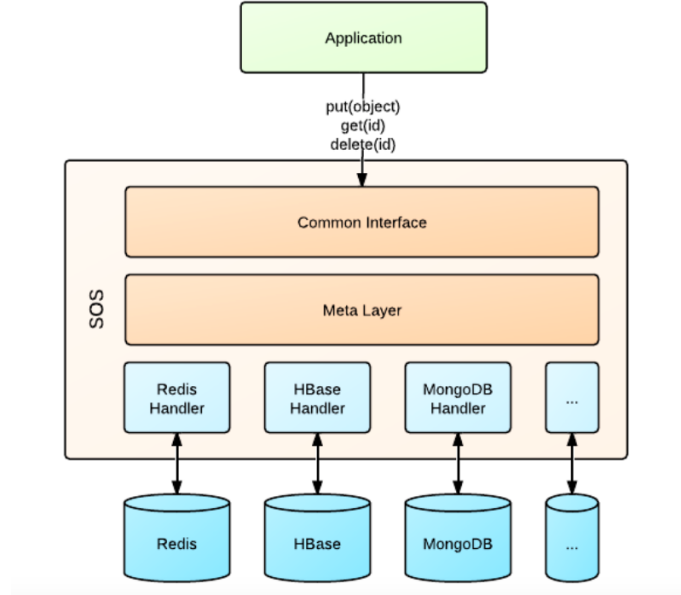 Application
put(object)
get(id)
delete(id)
SOS
Common Interface
Meta Layer
Redis
Handler
HBase
Handler
MongoDB
Handler
...
Redis
HBase
MongoDB
...